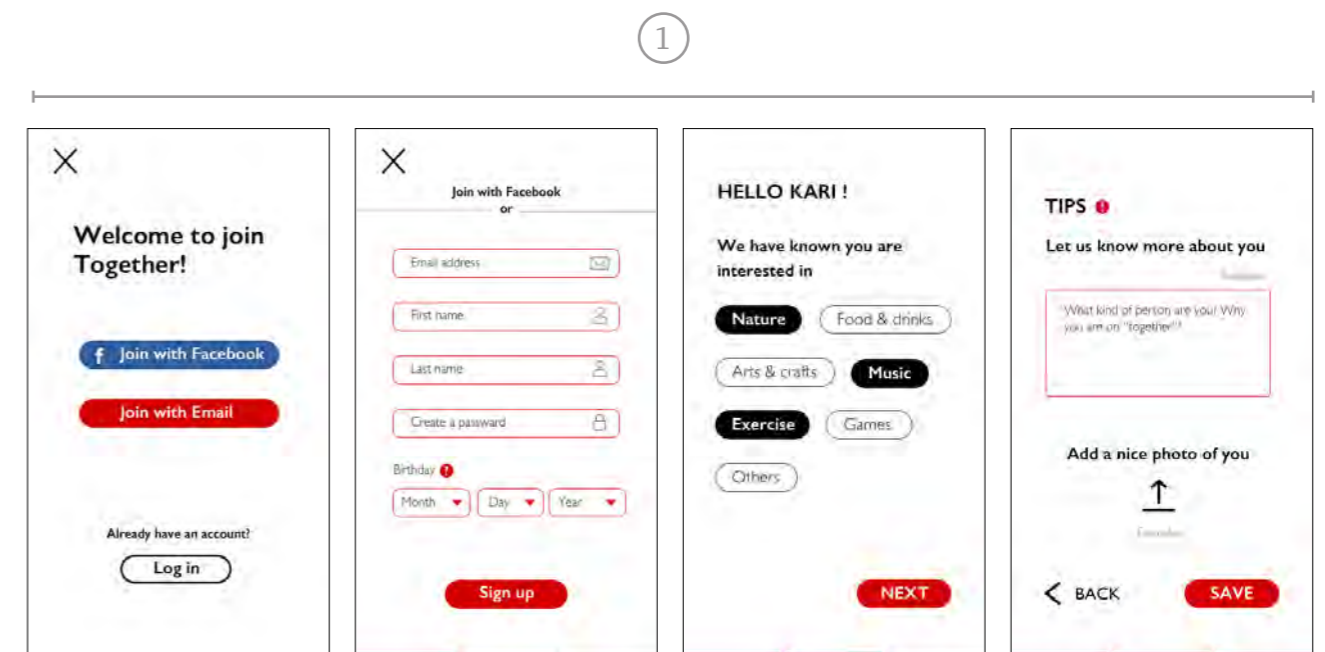 1
Welcome to join
Together!
f Join with Facebook
Join with Email
Already have an account?
Log in
Join with Facebook
or
Email address
First name
Last name
Create a passward
Birthday !
Month
Day
Year
Sign up
HELLO KARI !
We have known you are
interested in
Nature
Food & drinks
Arts & crafts
Music
Exercise
Games
Others
NEXT
TIPS !
Let us know more about you
What kind of person are you? Why
you are on "together"?
Add a nice photo of you
BACK
SAVE